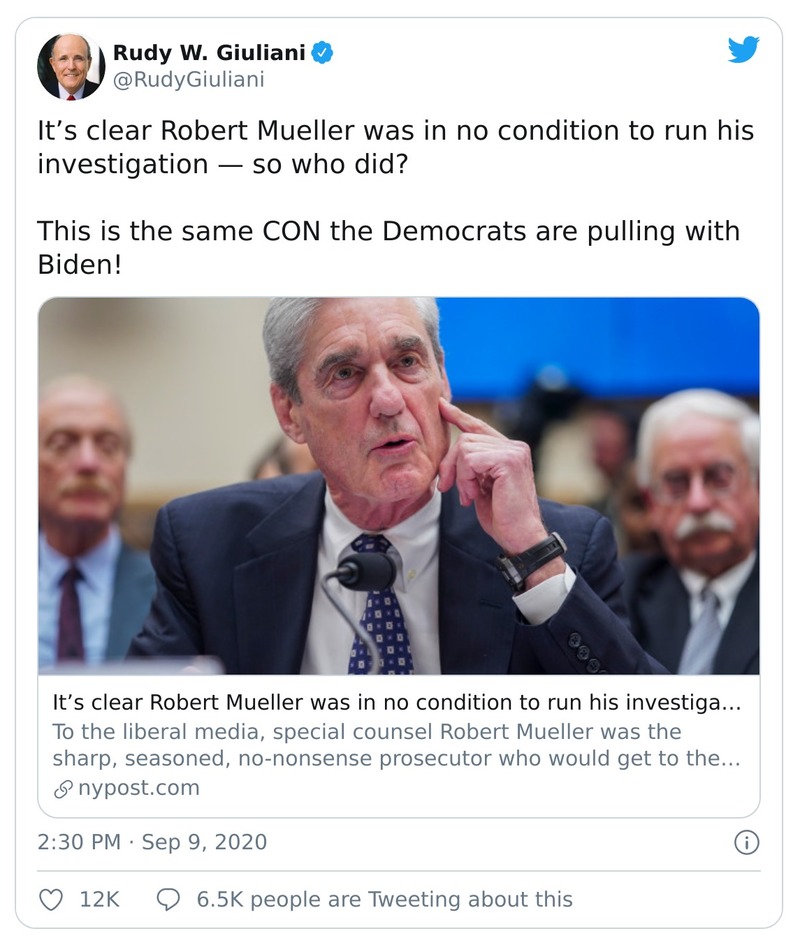 Rudy W. Giuliani
@RudyGiuliani
It’s clear Robert Mueller was in no condition to run his
investigation — so who did?
This is the same CON the Democrats are pulling with
Biden!
It’s clear Robert Mueller was in no condition to run his investiga…
To the liberal media, special counsel Robert Mueller was the
sharp, seasoned, no-nonsense prosecutor who would get to the…
nypost.com
2:30 PM · Sep 9, 2020
12K 6.5K people are Tweeting about this